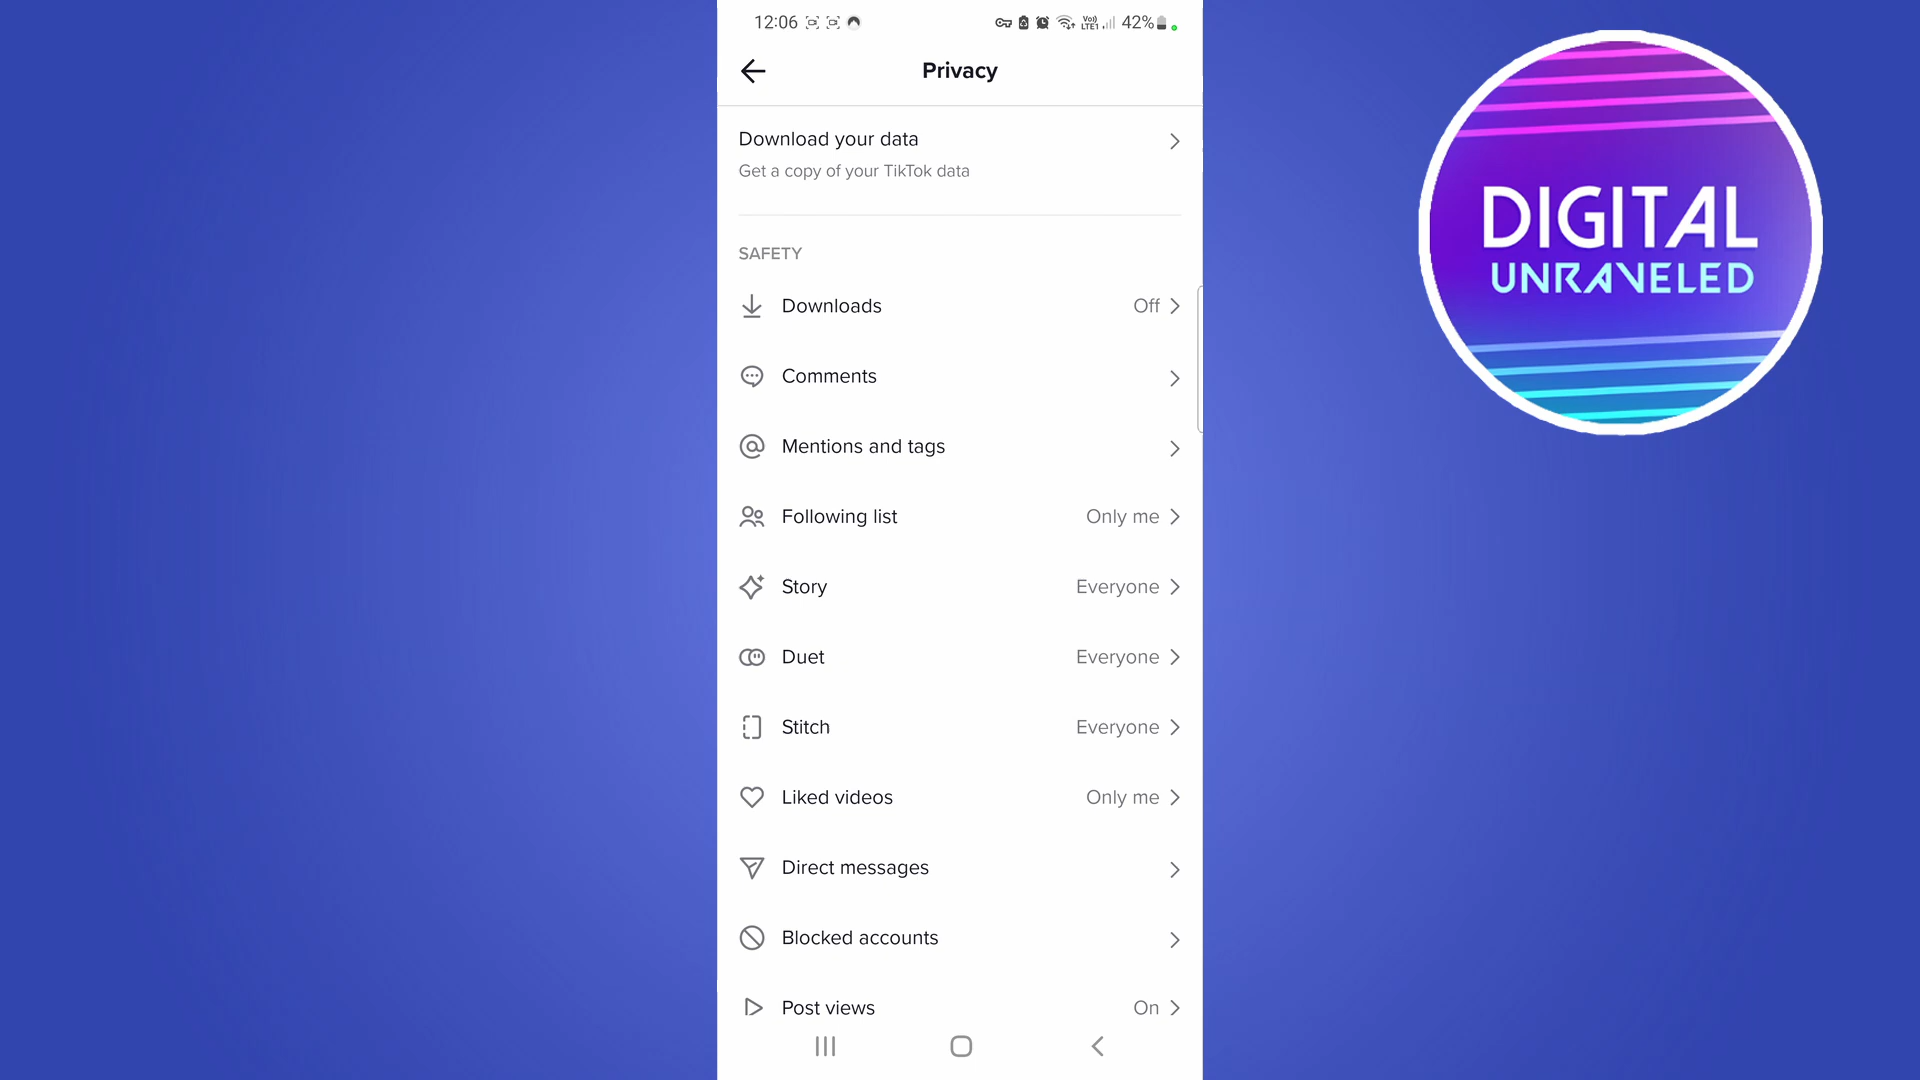 12:06
Vo))
LTE1
42%
Privacy
Download your data
Get a copy of your TikTok data
SAFETY
Downloads Off
Comments
Mentions and tags
Following list Only me
Story Everyone
Duet Everyone
Stitch Everyone
Liked videos Only me
Direct messages
Blocked accounts
Post views On
DIGITAL
UNRAVELED